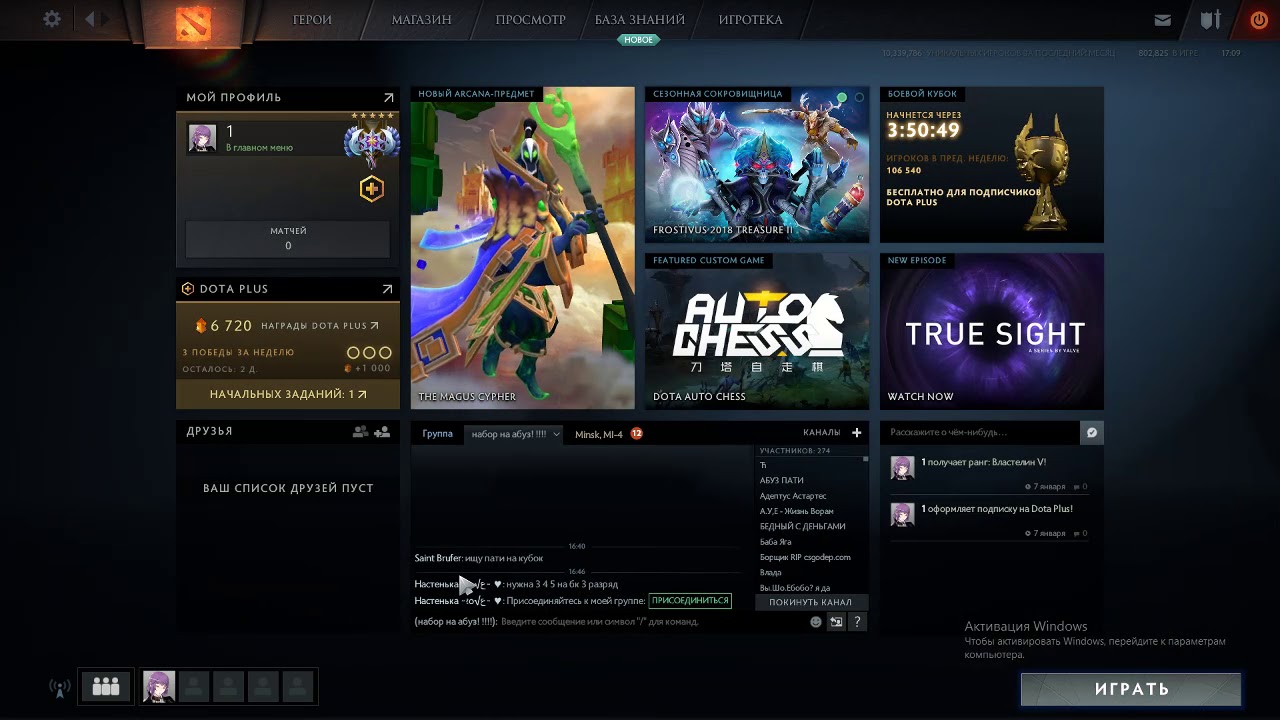 ГЕРОИ
МАГАЗИН
ПРОСМОТР
БАЗА ЗНАНИЙ
ИГРОТЕКА
НОВОЕ
10,339,786 УНИКАЛЬНЫХ ИГРОКОВ ЗА ПОСЛЕДНИЙ МЕСЯЦ
802,825 В ИГРЕ
17:09
МОЙ ПРОФИЛЬ
1
В главном меню
МАТЧЕЙ
0
DOTA PLUS
6 720 НАГРАДЫ DOTA PLUS
3 ПОБЕДЫ ЗА НЕДЕЛЮ
ОСТАЛОСЬ: 2 Д.
+1 000
НАЧАЛЬНЫХ ЗАДАНИЙ: 1
ДРУЗЬЯ
ВАШ СПИСОК ДРУЗЕЙ ПУСТ
НОВЫЙ ARCANA-ПРЕДМЕТ
THE MAGUS CYPHER
СЕЗОННАЯ СОКРОВИЩНИЦА
FROSTIVUS 2018 TREASURE II
FEATURED CUSTOM GAME
AUTO
CHESS
刀塔自走棋
DOTA AUTO CHESS
БОЕВОЙ КУБОК
НАЧНЕТСЯ ЧЕРЕЗ
3:50:49
ИГРОКОВ В ПРЕД. НЕДЕЛЮ:
106 540
БЕСПЛАТНО ДЛЯ ПОДПИСЧИКОВ
DOTA PLUS
NEW EPISODE
TRUE SIGHT
A SERIES BY VALVE
WATCH NOW
Группа
набор на абуз! !!!!
Minsk, MI-4
12
КАНАЛЫ +
16:40
Saint Brufer: ищу пати на кубок
16:46
Настенька ♥: нужна 3 4 5 на бк 3 разряд
Настенька ♥: Присоединяйтесь к моей группе: ПРИСОЕДИНИТЬСЯ
(набор на абуз! !!!!): Введите сообщение или символ "/" для команд.
?
УЧАСТНИКОВ: 274
Ђ
АБУЗ ПАТИ
Адептус Астартес
А.У,Е - Жизнь Ворам
БЕДНЫЙ С ДЕНЬГАМИ
Баба Яга
Борщик RIP csgodep.com
Влада
Вы.Шо.Ебобо? я да
ПОКИНУТЬ КАНАЛ
Расскажите о чём-нибудь...
1 получает ранг: Властелин V!
7 января 0
1 оформляет подписку на Dota Plus!
7 января 0
Активация Windows
Чтобы активировать Windows, перейдите к параметрам
компьютера.
ИГРАТЬ